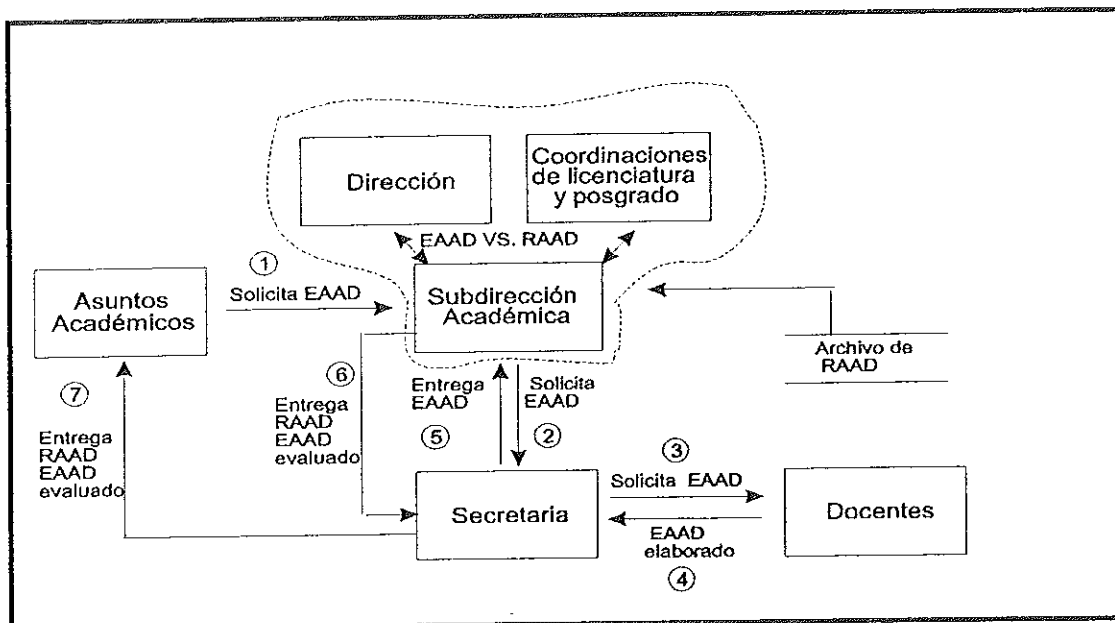 Dirección
Coordinaciones
de licenciatura
y posgrado
EAAD VS. RAAD
①
Solicita EAAD
Asuntos
Académicos
Subdirección
Académica
Archivo de
RAAD
⑦
Entrega
RAAD
EAAD
evaluado
⑥
Entrega
RAAD
EAAD
evaluado
Entrega
EAAD
⑤
Solicita
EAAD
②
③
Solicita EAAD
Secretaria
Docentes
EAAD
elaborado
④